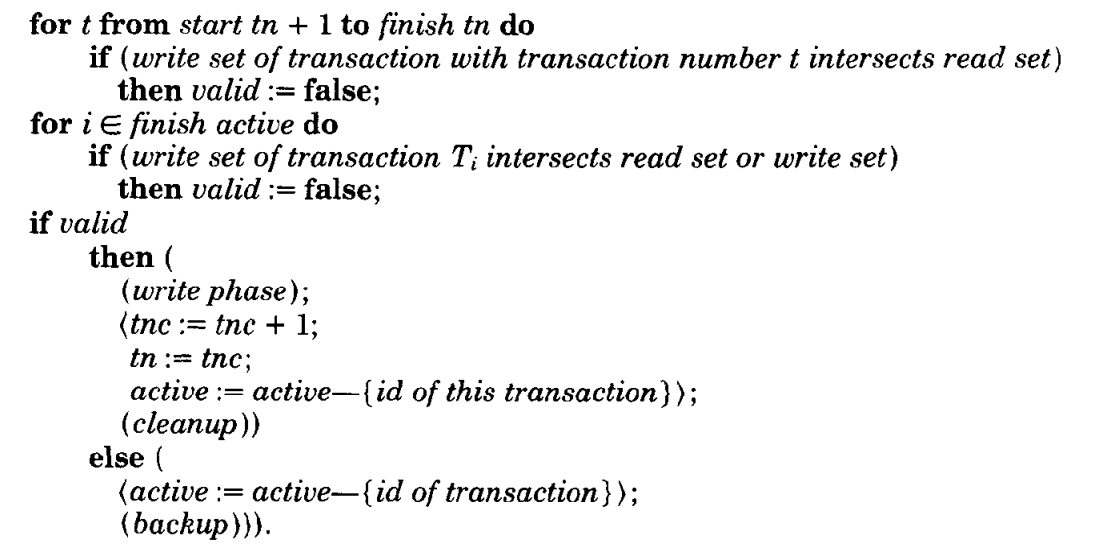 for t from start tn + 1 to finish tn do
if (write set of transaction with transaction number t intersects read set)
then valid := false;
for i ∈ finish active do
if (write set of transaction Tᵢ intersects read set or write set)
then valid := false;
if valid
then (
(write phase);
⟨tnc := tnc + 1;
tn := tnc;
active := active—{id of this transaction}⟩;
(cleanup))
else (
⟨active := active—{id of transaction}⟩;
(backup))).